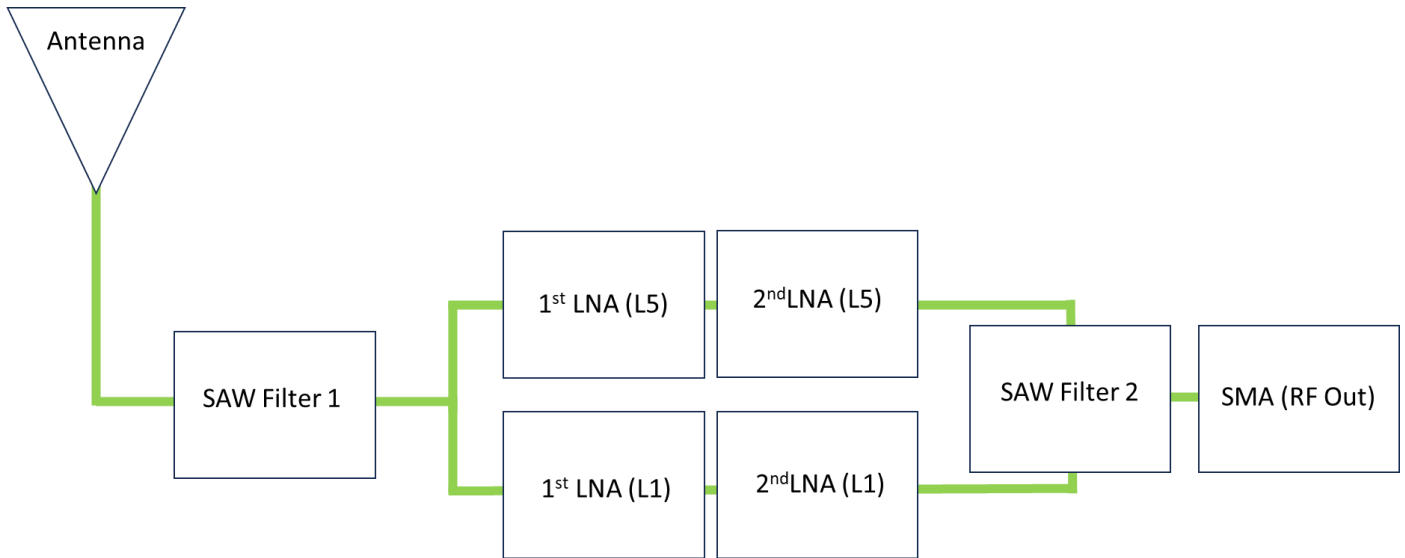 Antenna
1st LNA (L5)
2ndLNA (L5)
SAW Filter 1
SAW Filter 2
SMA (RF Out)
1st LNA (L1)
2ndLNA (L1)